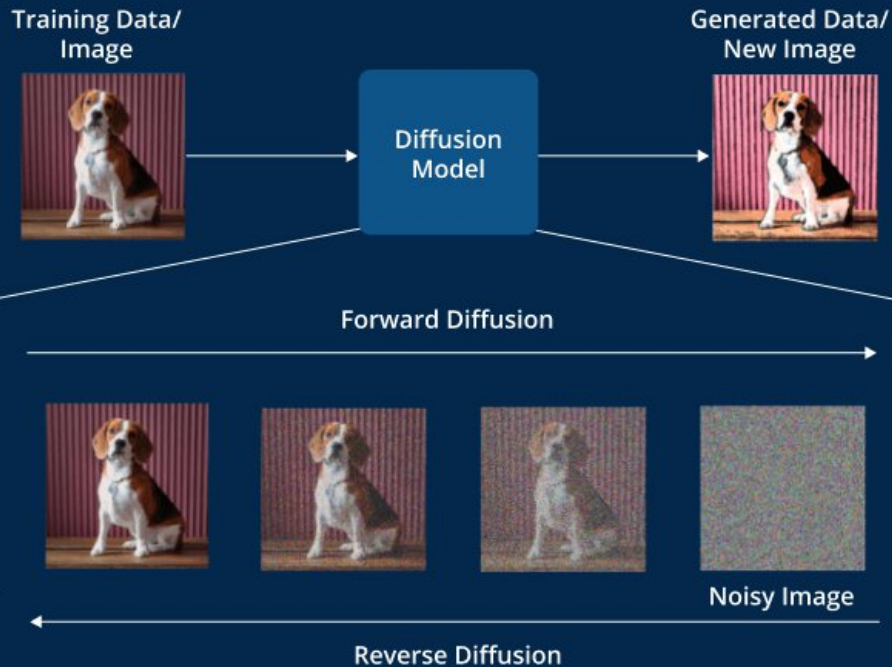 Training Data/
Image
Generated Data/
New Image
Diffusion
Model
Forward Diffusion
Noisy Image
Reverse Diffusion